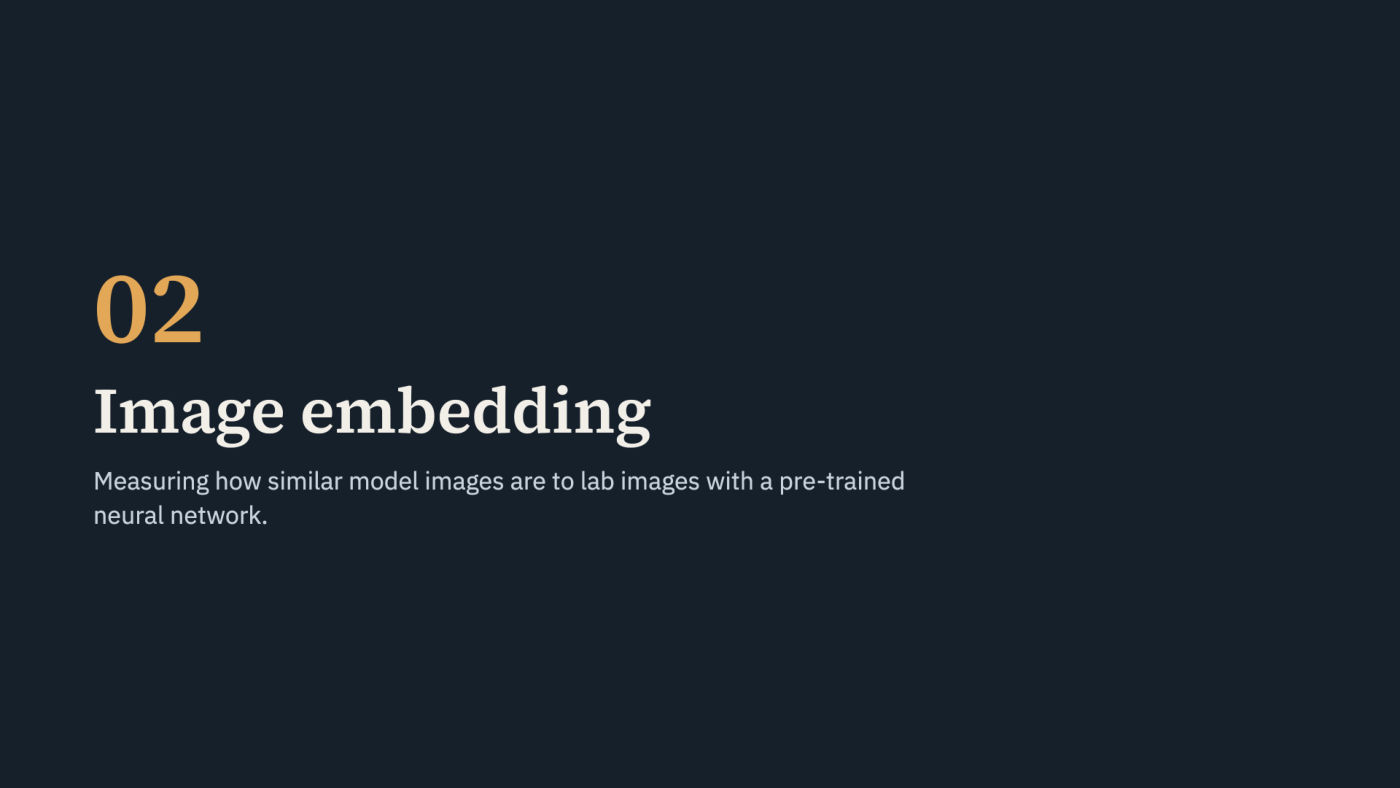 02
Image embedding
Measuring how similar model images are to lab images with a pre-trained
neural network.